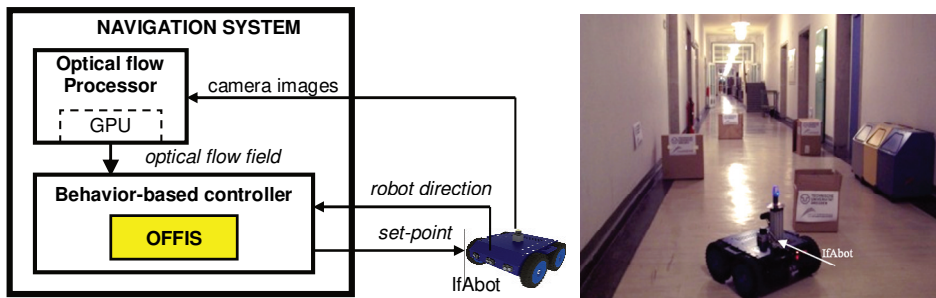 NAVIGATION SYSTEM
Optical flow
Processor
GPU
camera images
optical flow field
Behavior-based controller
OFFIS
robot direction
set-point
IfAbot
IfAbot